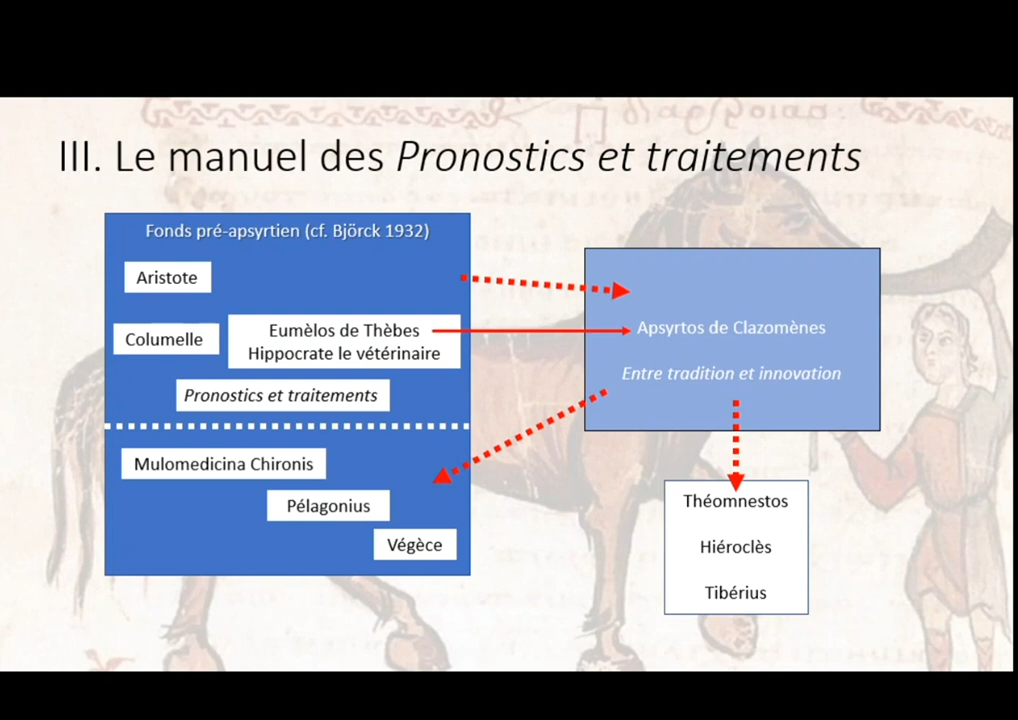 III. Le manuel des Pronostics et traitements
Fonds pré-apsyrtien (cf. Björck 1932)
Aristote
Columelle
Eumèlos de Thèbes
Hippocrate le vétérinaire
Pronostics et traitements
Mulomedicina Chironis
Pélagonius
Végèce
Apsyrtos de Clazomènes
Entre tradition et innovation
Théomnestos
Hiéroclès
Tibérius